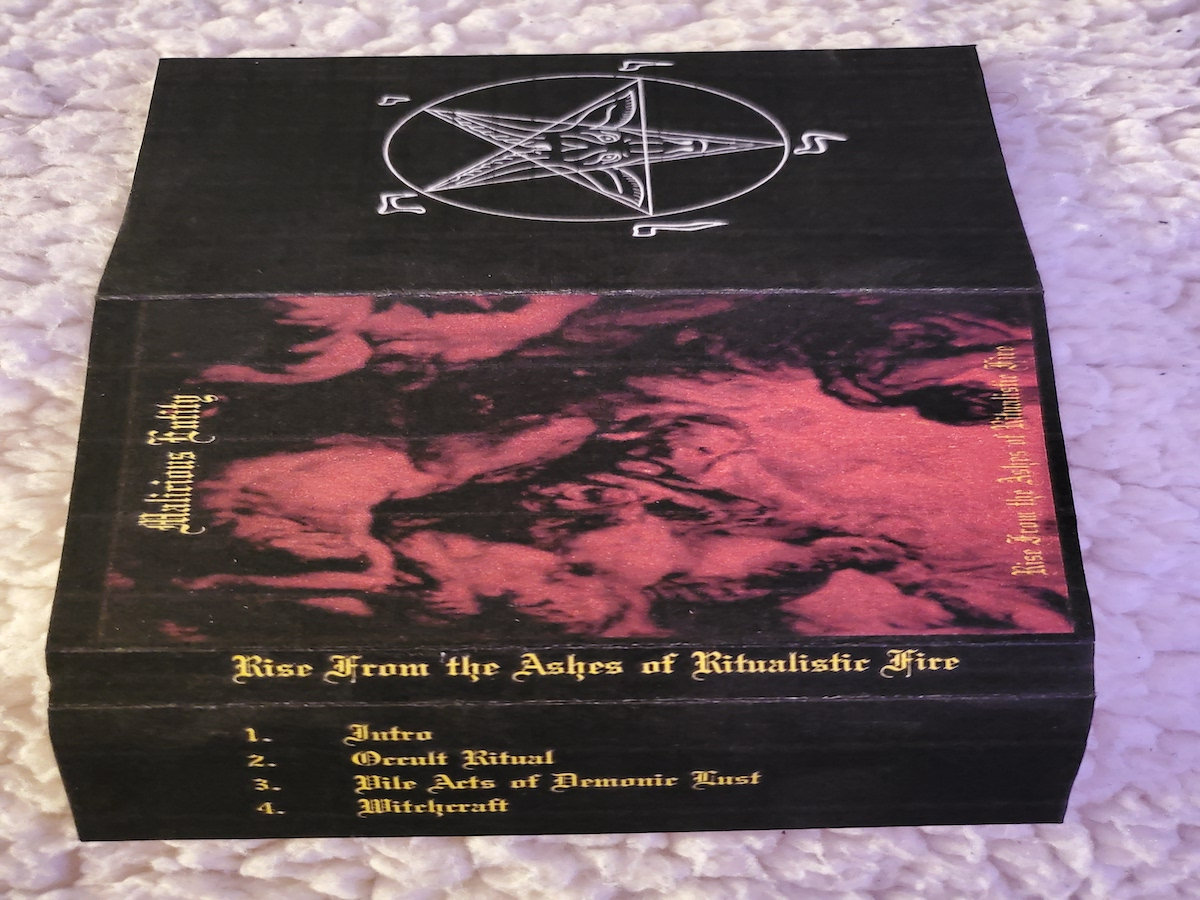 לויתן
Malicious Entity
Rise From the Ashes of Ritualistic Fire
Rise From the Ashes of Ritualistic Fire
1. Intro
2. Occult Ritual
3. Vile Acts of Demonic Lust
4. Witchcraft